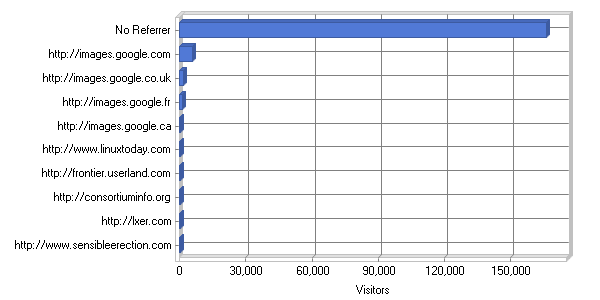 No Referrer
http://images.google.com
http://images.google.co.uk
http://images.google.fr
http://images.google.ca
http://www.linuxtoday.com
http://frontier.userland.com
http://consortiuminfo.org
http://lxer.com
http://www.sensibleerection.com
0 30,000 60,000 90,000 120,000 150,000
Visitors